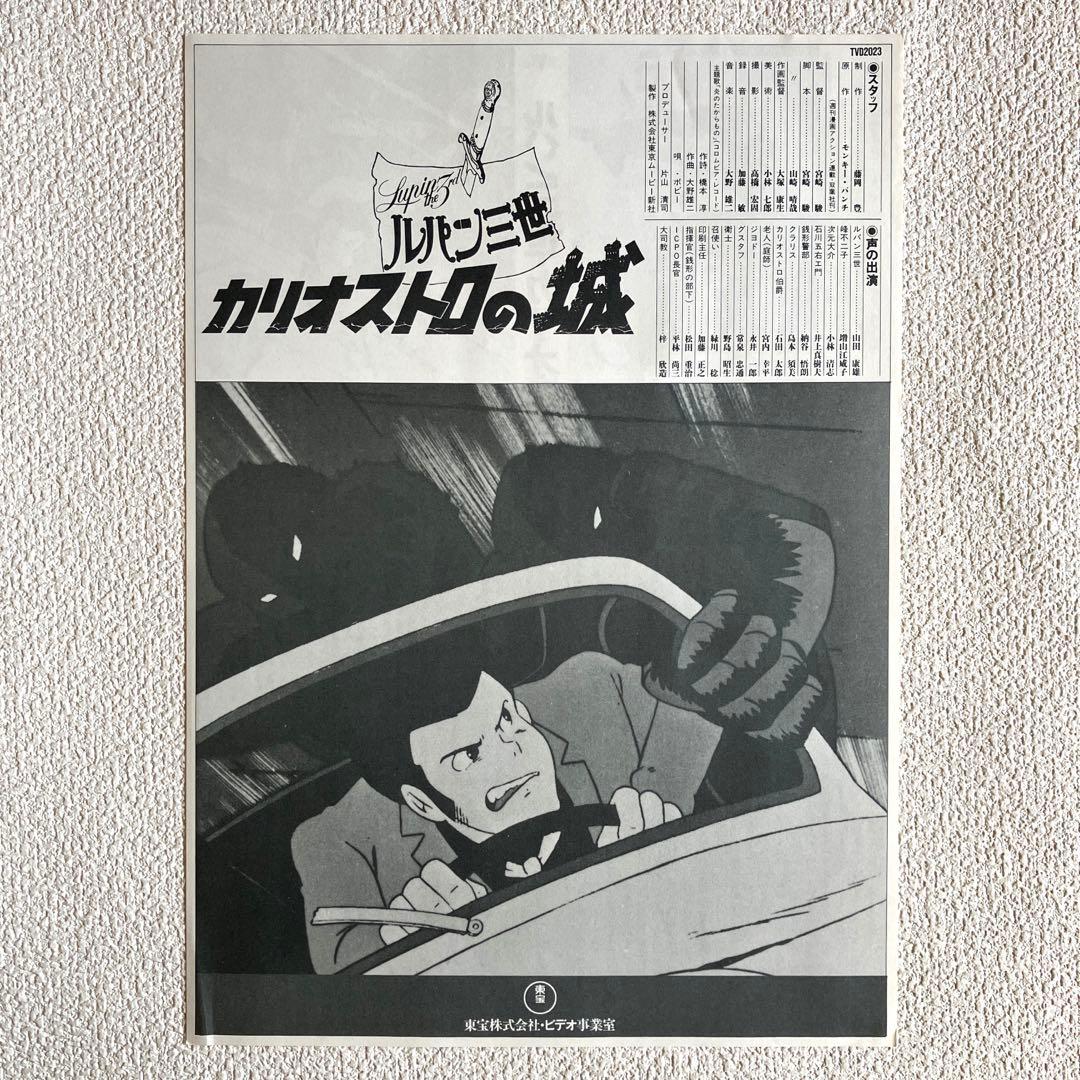 TVD2023
●スタッフ
制作…………藤岡 豊
原作…………モンキー・パンチ
(週刊漫画アクション連載・双葉社刊)
監督…………宮崎 駿
脚本…………宮崎 駿
〃…………山崎 晴哉
作画監督…………大塚 康生
美術…………小林 七郎
撮影…………高橋 宏固
録音…………加藤 敏
音楽…………大野 雄二
主題歌「炎のたからもの」(コロムビア・レコード)
作詩・橋本 淳
作曲・大野雄二
唄・ボビー
プロデューサー 片山 清司
製作 株式会社東京ムービー新社
●声の出演
ルパン三世…………山田 康雄
峰不二子…………増山江威子
次元大介…………小林 清志
石川五右エ門…………井上真樹夫
銭形警部…………納谷 悟朗
クラリス…………島本 須美
カリオストロ伯爵…………石田 太郎
老人(庭師)…………宮内 幸平
ジョドー…………永井 一郎
グスタフ…………常泉 忠通
衛士…………野島 昭生
召使い…………緑川 稔
印刷主任…………加藤 正之
指揮官(銭形の部下)…………松田 重治
ICPO長官…………平林 尚三
大司教…………梓 欣造
Lupin the 3rd
ルパン三世
カリオストロの城
東宝
東宝株式会社・ビデオ事業室